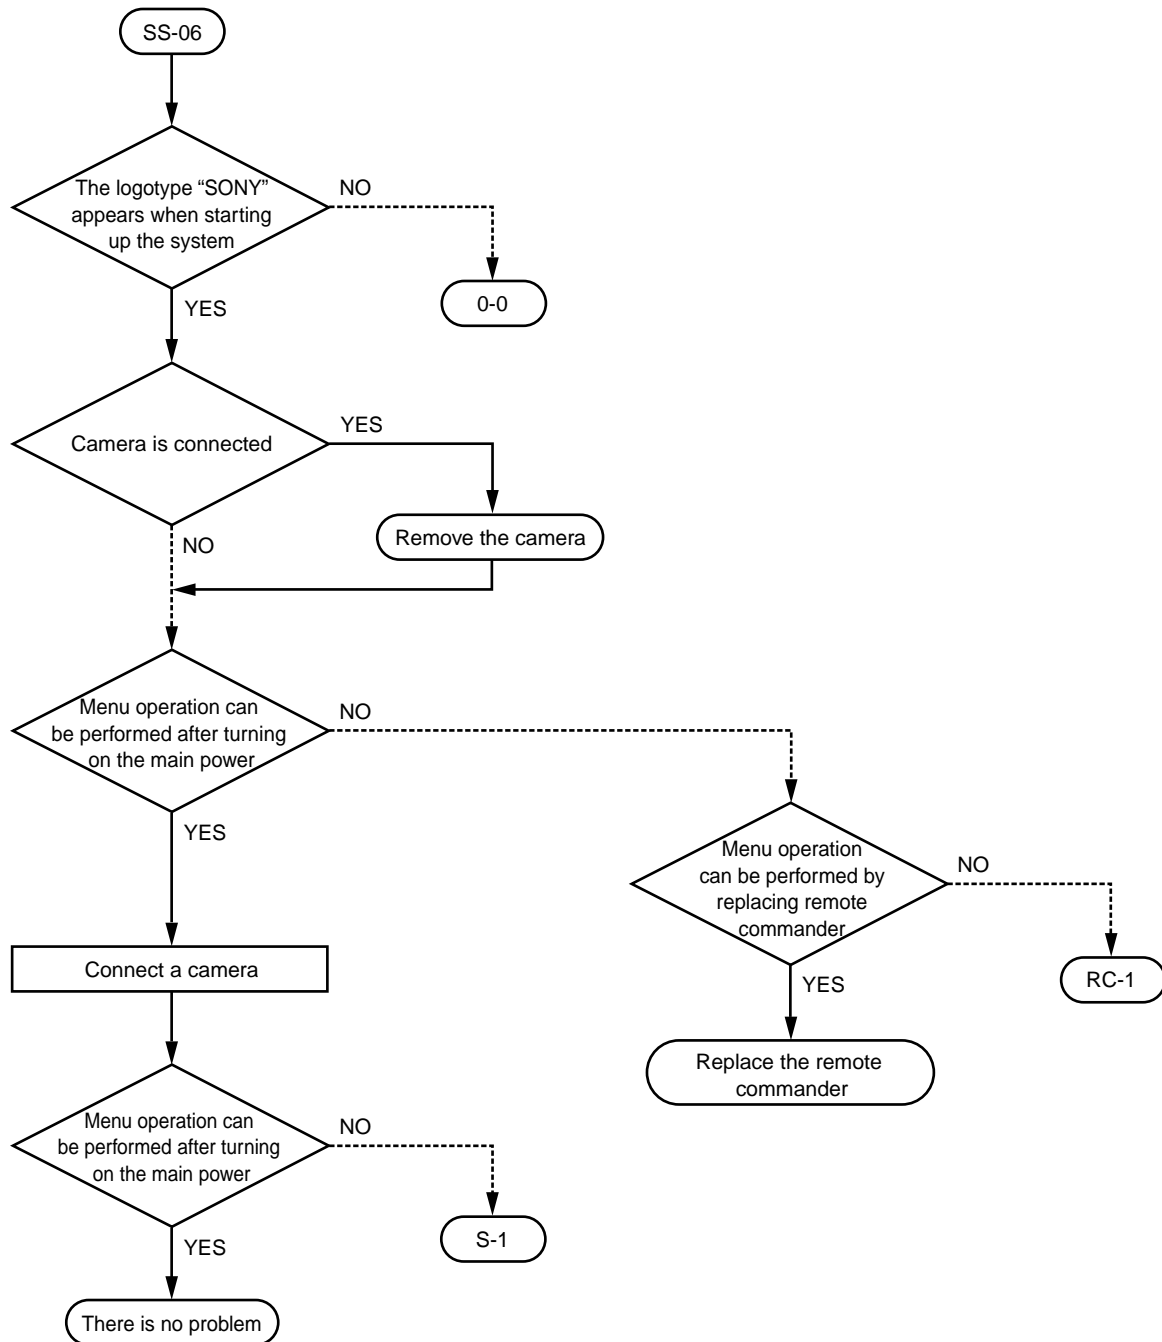 SS-06
The logotype “SONY”
appears when starting
up the system
NO
0-0
YES
Camera is connected
YES
Remove the camera
NO
Menu operation can
be performed after turning
on the main power
NO
Menu operation
can be performed by
replacing remote
commander
NO
RC-1
YES
Replace the remote
commander
YES
Connect a camera
Menu operation can
be performed after turning
on the main power
NO
S-1
YES
There is no problem